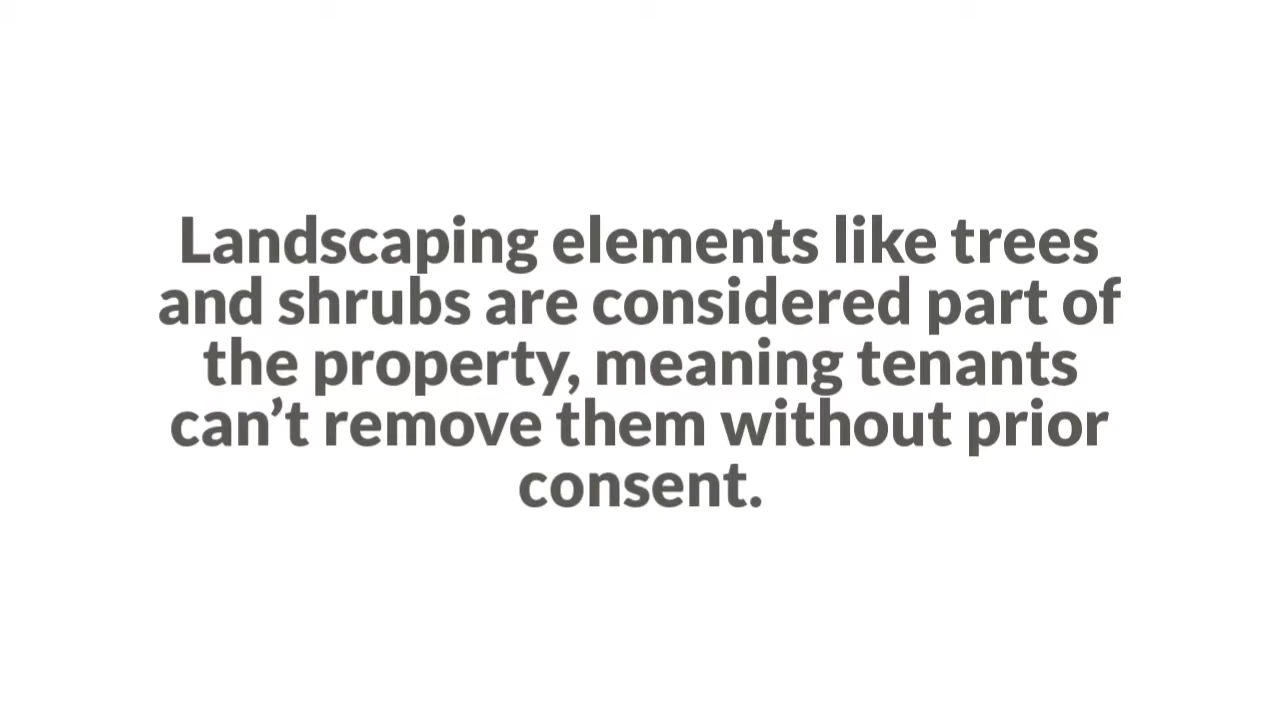 Landscaping elements like trees
and shrubs are considered part of
the property, meaning tenants
can’t remove them without prior
consent.